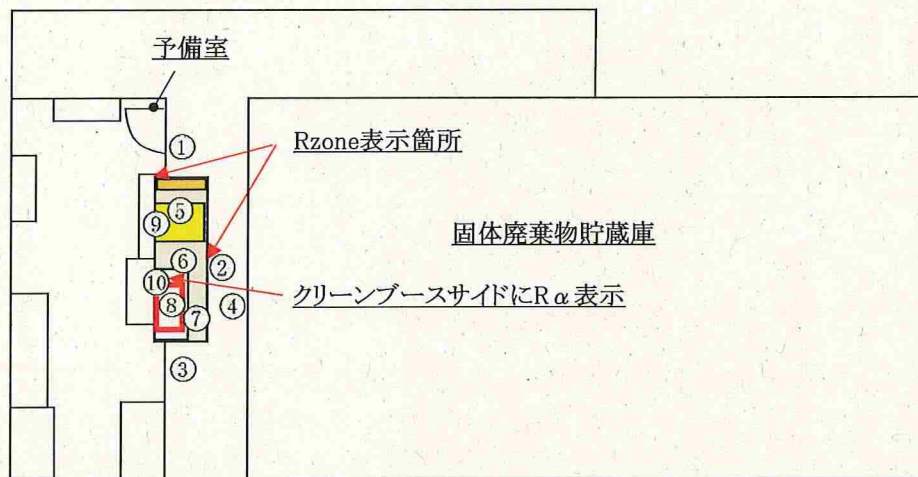 予備室
①
Rzone表示箇所
⑤
⑨
固体廃棄物貯蔵庫
⑥
②
⑩
クリーンブースサイドにRα表示
⑧
④
⑦
③